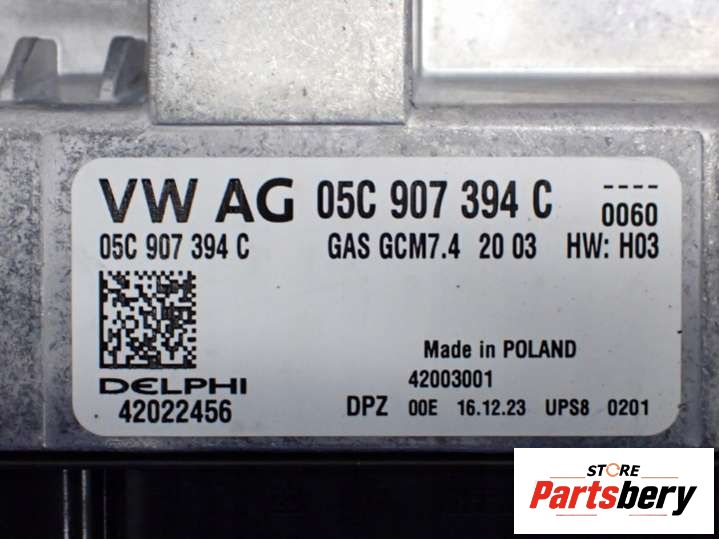 VW AG 05C 907 394 C ----
0060
05C 907 394 C GAS GCM7.4 20 03 HW: H03
Made in POLAND
DELPHI 42003001
42022456 DPZ 00E 16.12.23 UPS8 0201
STORE
Partsbery